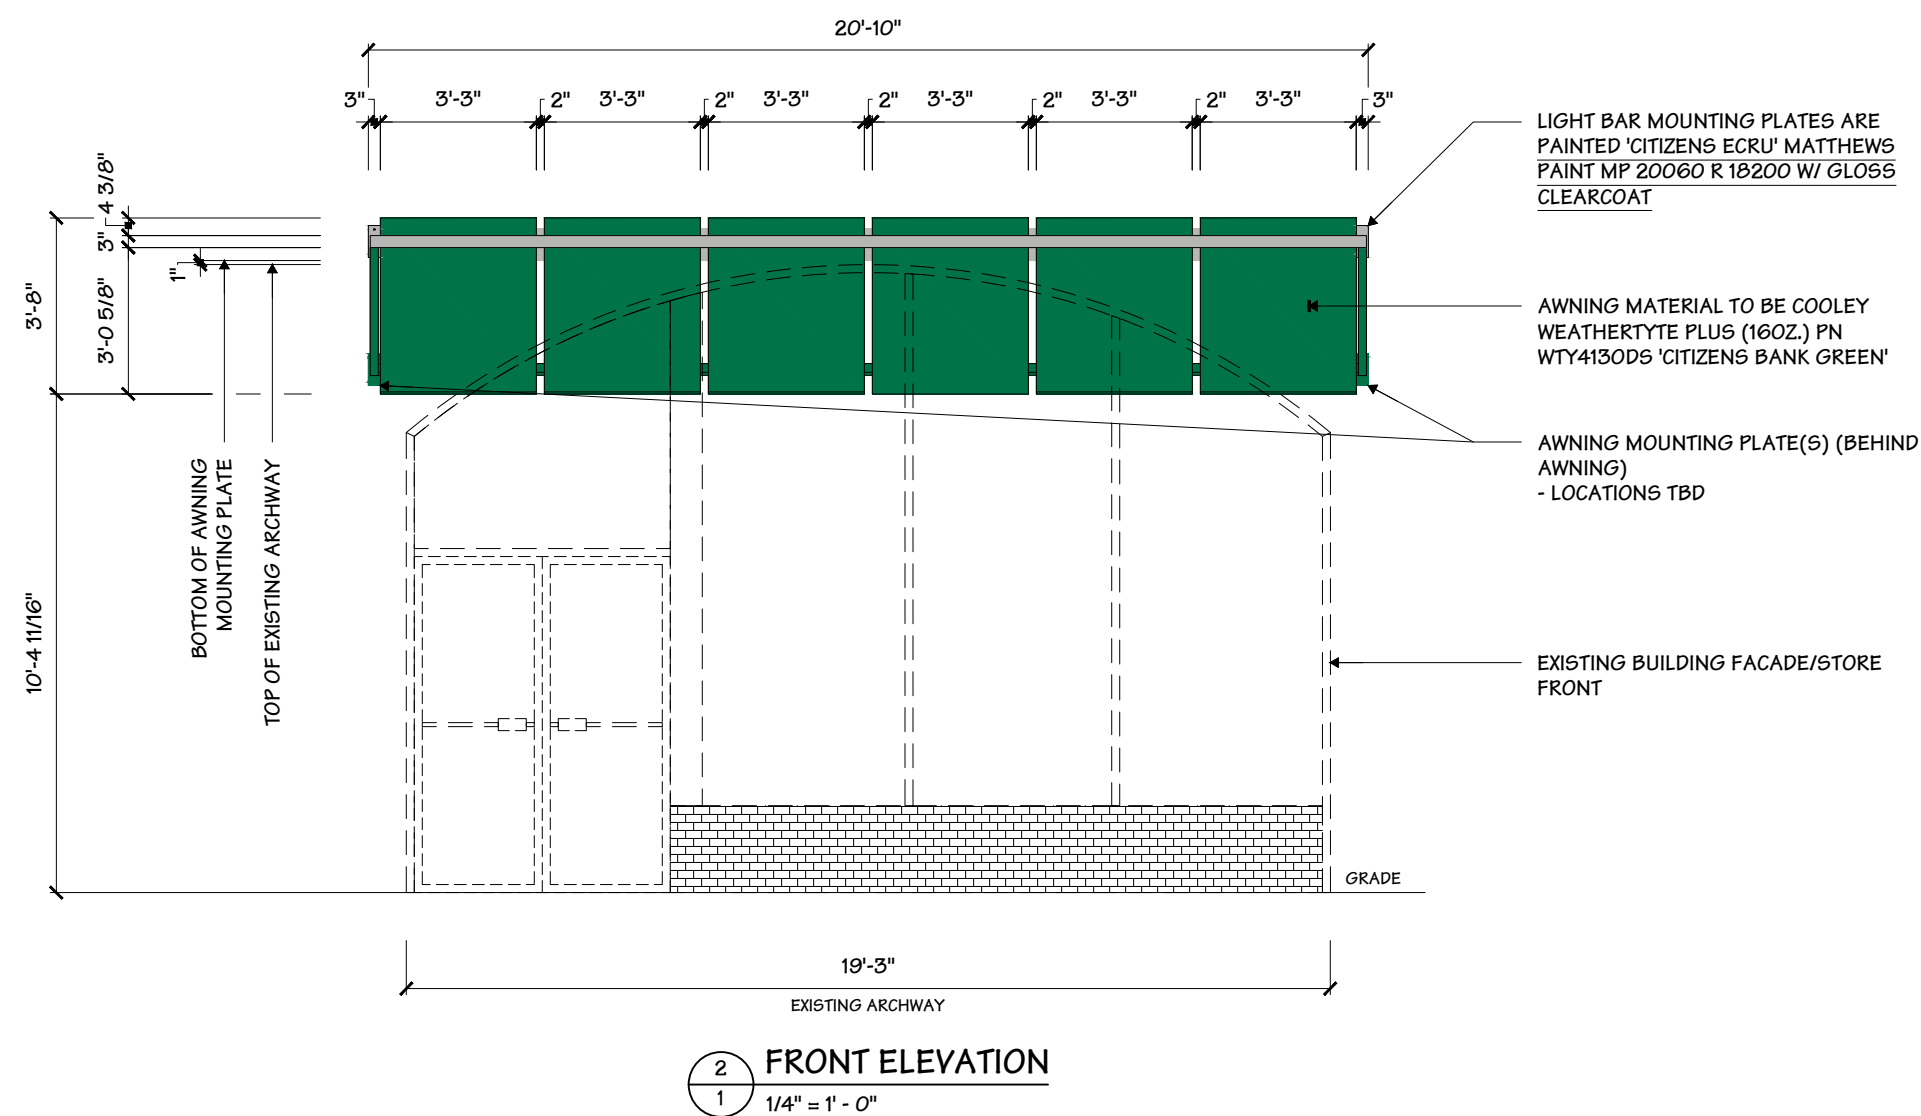 20'-10"
3" 3'-3" 2" 3'-3" 2" 3'-3" 2" 3'-3" 2" 3'-3" 2" 3'-3" 3"
LIGHT BAR MOUNTING PLATES ARE
PAINTED 'CITIZENS ECRU' MATTHEWS
PAINT MP 20060 R 18200 W/ GLOSS
CLEARCOAT
4 3/8"
3"
1"
3'-8"
3'-0 5/8"
AWNING MATERIAL TO BE COOLEY
WEATHERTYTE PLUS (16OZ.) PN
WTY4130DS 'CITIZENS BANK GREEN'
AWNING MOUNTING PLATE(S) (BEHIND
AWNING)
- LOCATIONS TBD
BOTTOM OF AWNING
MOUNTING PLATE
TOP OF EXISTING ARCHWAY
10'-4 11/16"
EXISTING BUILDING FACADE/STORE
FRONT
GRADE
19'-3"
EXISTING ARCHWAY
2
1
FRONT ELEVATION
1/4" = 1' - 0"